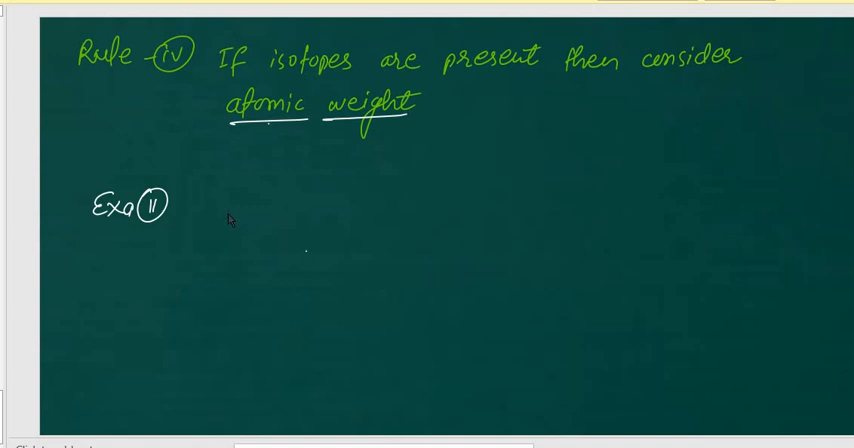 Rule -iv If isotopes are present then consider
atomic weight
Exa 11